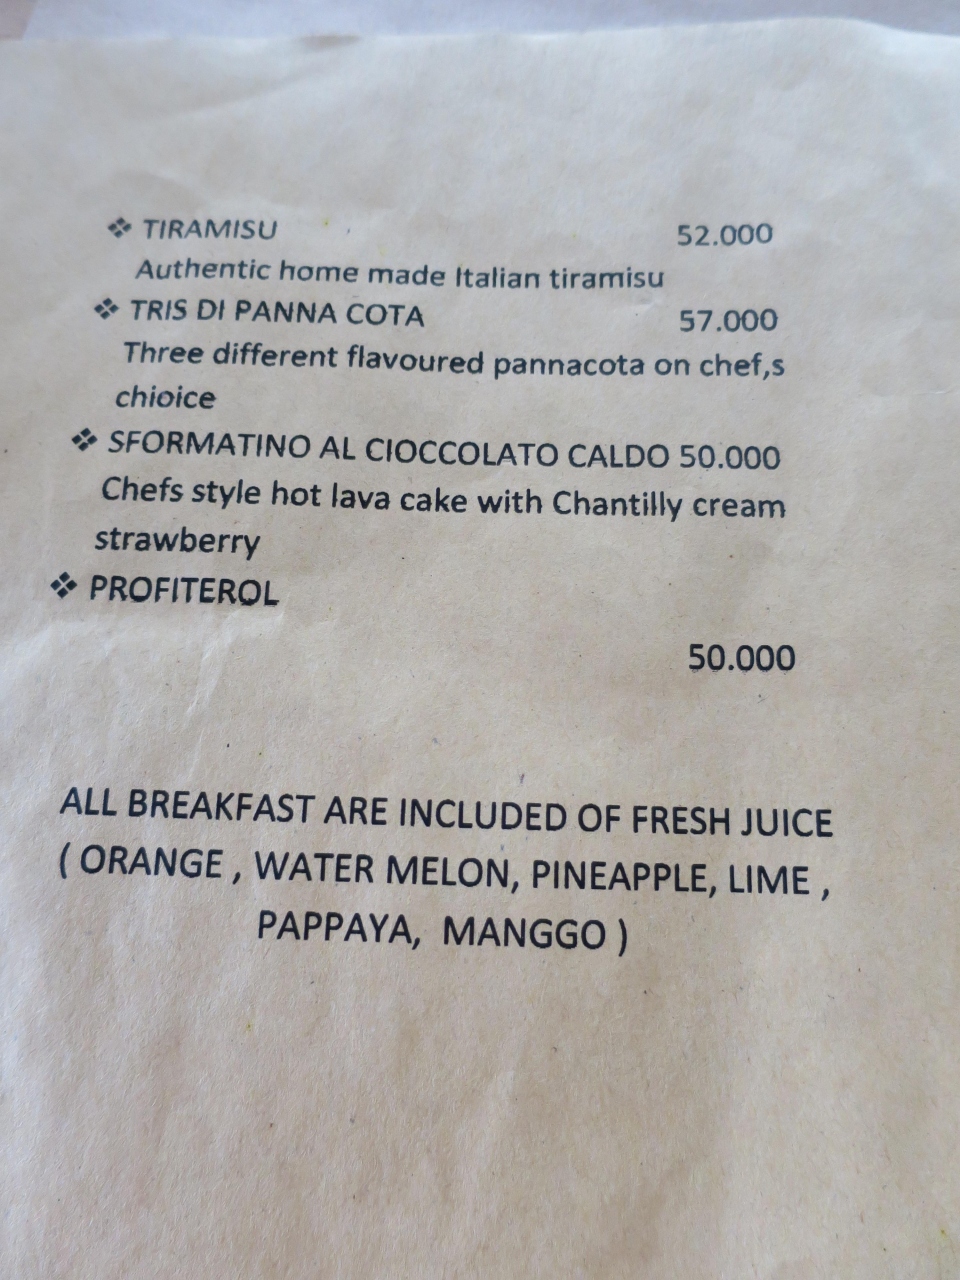 ❖ TIRAMISU 52.000
Authentic home made Italian tiramisu
❖ TRIS DI PANNA COTA 57.000
Three different flavoured pannacota on chef,s
chioice
❖ SFORMATINO AL CIOCCOLATO CALDO 50.000
Chefs style hot lava cake with Chantilly cream
strawberry
❖ PROFITEROL
50.000
ALL BREAKFAST ARE INCLUDED OF FRESH JUICE
( ORANGE , WATER MELON, PINEAPPLE, LIME ,
PAPPAYA, MANGGO )